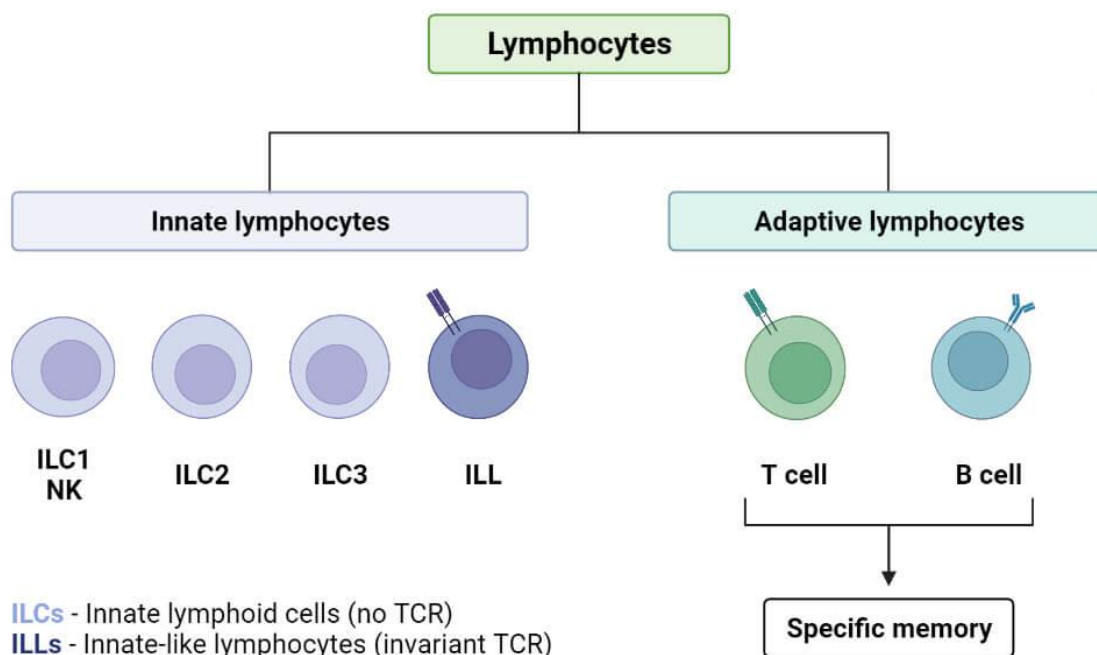 Lymphocytes
Innate lymphocytes
Adaptive lymphocytes
ILC1
NK
ILC2
ILC3
ILL
T cell
B cell
Specific memory
ILCs - Innate lymphoid cells (no TCR)
ILLs - Innate-like lymphocytes (invariant TCR)